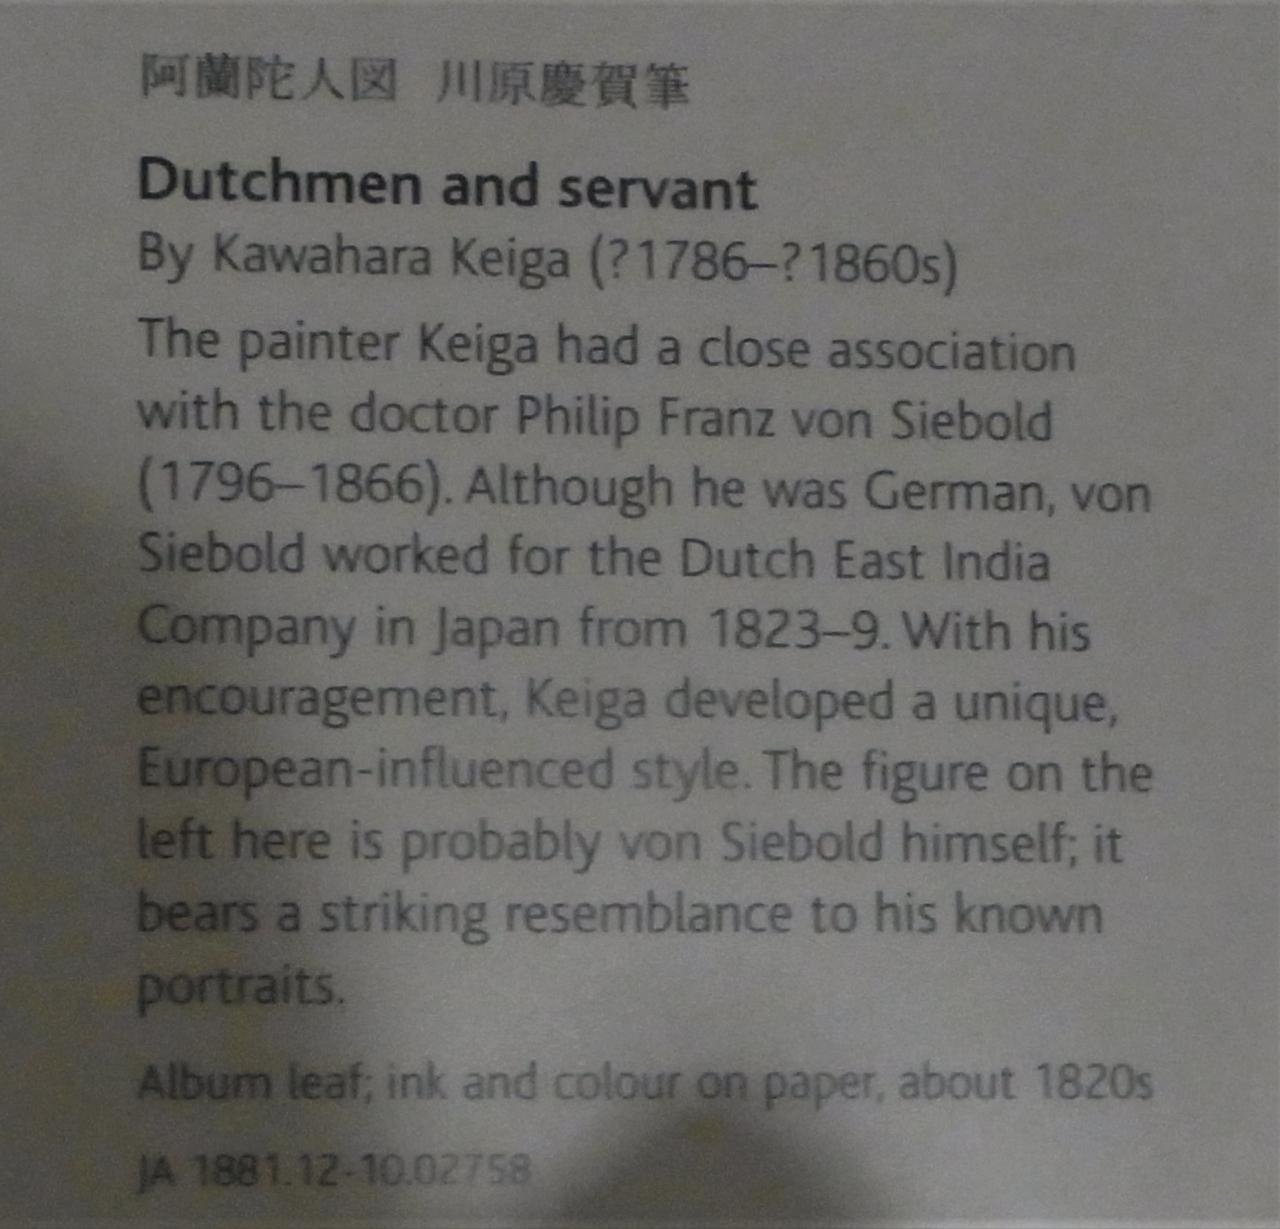 阿蘭陀人図 川原慶賀筆
Dutchmen and servant
By Kawahara Keiga (?1786–?1860s)
The painter Keiga had a close association
with the doctor Philip Franz von Siebold
(1796–1866). Although he was German, von
Siebold worked for the Dutch East India
Company in Japan from 1823–9. With his
encouragement, Keiga developed a unique,
European-influenced style. The figure on the
left here is probably von Siebold himself; it
bears a striking resemblance to his known
portraits.
Album leaf; ink and colour on paper, about 1820s
JA 1881.12-10.02758